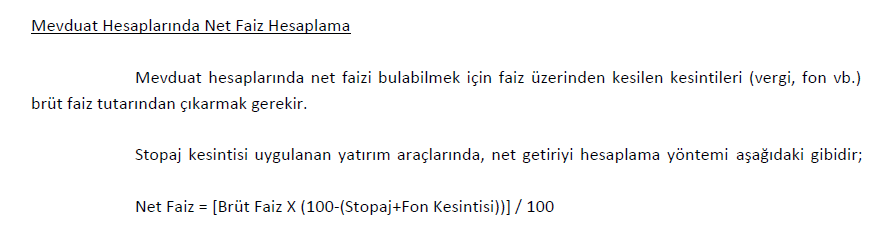 Mevduat Hesaplarında Net Faiz Hesaplama
Mevduat hesaplarında net faizi bulabilmek için faiz üzerinden kesilen kesintileri (vergi, fon vb.)
brüt faiz tutarından çıkarmak gerekir.
Stopaj kesintisi uygulanan yatırım araçlarında, net getiriyi hesaplama yöntemi aşağıdaki gibidir;
Net Faiz = [Brüt Faiz X (100-(Stopaj+Fon Kesintisi))] / 100